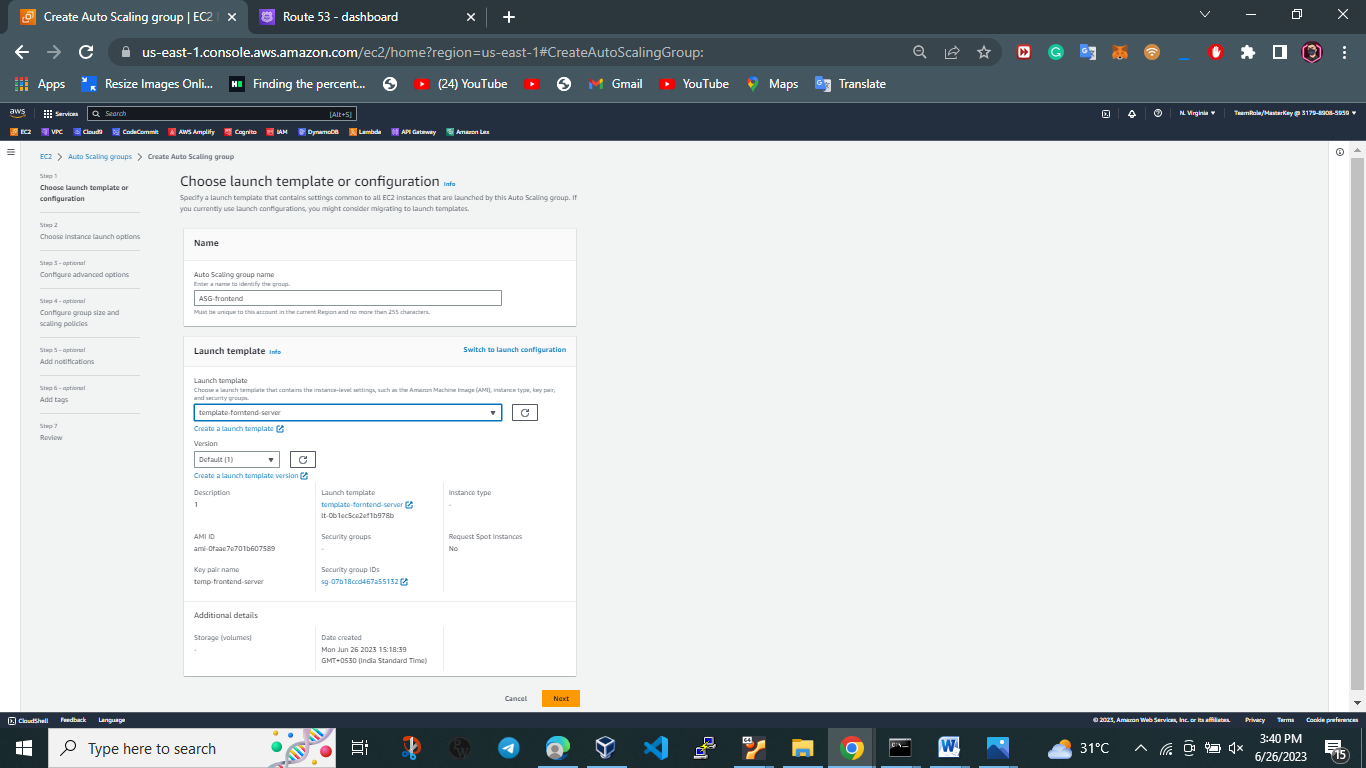 Create Auto Scaling group | EC2
Route 53 - dashboard
us-east-1.console.aws.amazon.com/ec2/home?region=us-east-1#CreateAutoScalingGroup:
Apps
Resize Images Onli...
Finding the percent...
(24) YouTube
Gmail
YouTube
Maps
Translate
aws
Services
Search
[Alt+S]
N. Virginia
TeamRole/MasterKey @ 3179-8908-5959
EC2
VPC
Cloud9
CodeCommit
AWS Amplify
Cognito
IAM
DynamoDB
Lambda
API Gateway
Amazon Lex
EC2
Auto Scaling groups
Create Auto Scaling group
Step 1
Choose launch template or
configuration
Step 2
Choose instance launch options
Step 3 - optional
Configure advanced options
Step 4 - optional
Configure group size and
scaling policies
Step 5 - optional
Add notifications
Step 6 - optional
Add tags
Step 7
Review
Choose launch template or configuration Info
Specify a launch template that contains settings common to all EC2 instances that are launched by this Auto Scaling group. If
you currently use launch configurations, you might consider migrating to launch templates.
Name
Auto Scaling group name
Enter a name to identify the group.
ASG-frontend
Must be unique to this account in the current Region and no more than 255 characters.
Launch template Info
Switch to launch configuration
Launch template
Choose a launch template that contains the instance-level settings, such as the Amazon Machine Image (AMI), instance type, key pair,
and security groups.
template-forntend-server
Create a launch template
Version
Default (1)
Create a launch template version
Description
1
Launch template
template-forntend-server
lt-0b1ec5ce2ef1b978b
Instance type
-
AMI ID
ami-0faae7e701b607589
Security groups
-
Request Spot Instances
No
Key pair name
temp-frontend-server
Security group IDs
sg-07b18ccd467a55132
Additional details
Storage (volumes)
-
Date created
Mon Jun 26 2023 15:18:39
GMT+0530 (India Standard Time)
Cancel
Next
CloudShell
Feedback
Language
© 2023, Amazon Web Services, Inc. or its affiliates.
Privacy
Terms
Cookie preferences
Type here to search
31°C
3:40 PM
6/26/2023
15